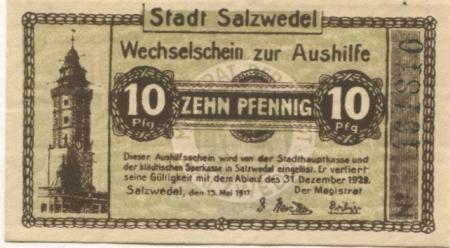 Stadt Salzwedel
Wechselschein zur Aushilfe
10 ZEHN PFENNIG 10
Pfg. Pfg.
Dieser Aushilfsschein wird von der Stadthauptkasse und
der städtischen Sparkasse in Salzwedel eingelöst. Er verliert
seine Gültigkeit mit dem Ablauf des 31. Dezember 1928.
Salzwedel, den 15. Mai 1917. Der Magistrat